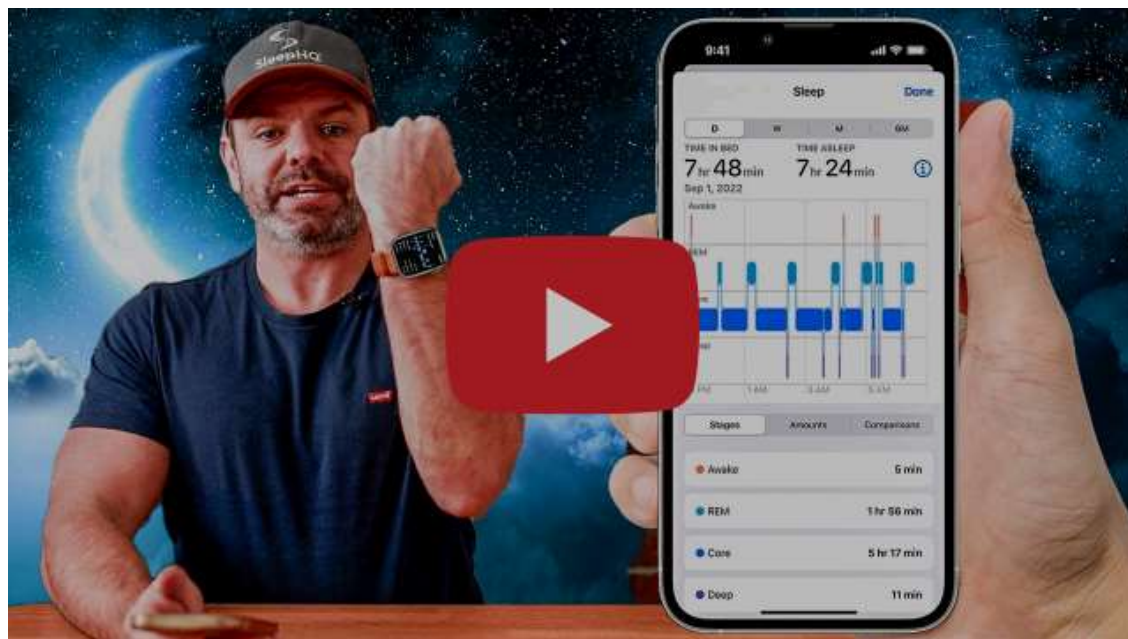 SleepHQ
9:41
Sleep
Done
D
W
M
6M
TIME IN BED
TIME ASLEEP
7 hr 48 min
7 hr 24 min
Sep 1, 2022
Awake
REM
1 AM
3 AM
5 AM
Stages
Amounts
Comparisons
Awake
5 min
REM
1 hr 56 min
Core
5 hr 17 min
Deep
11 min